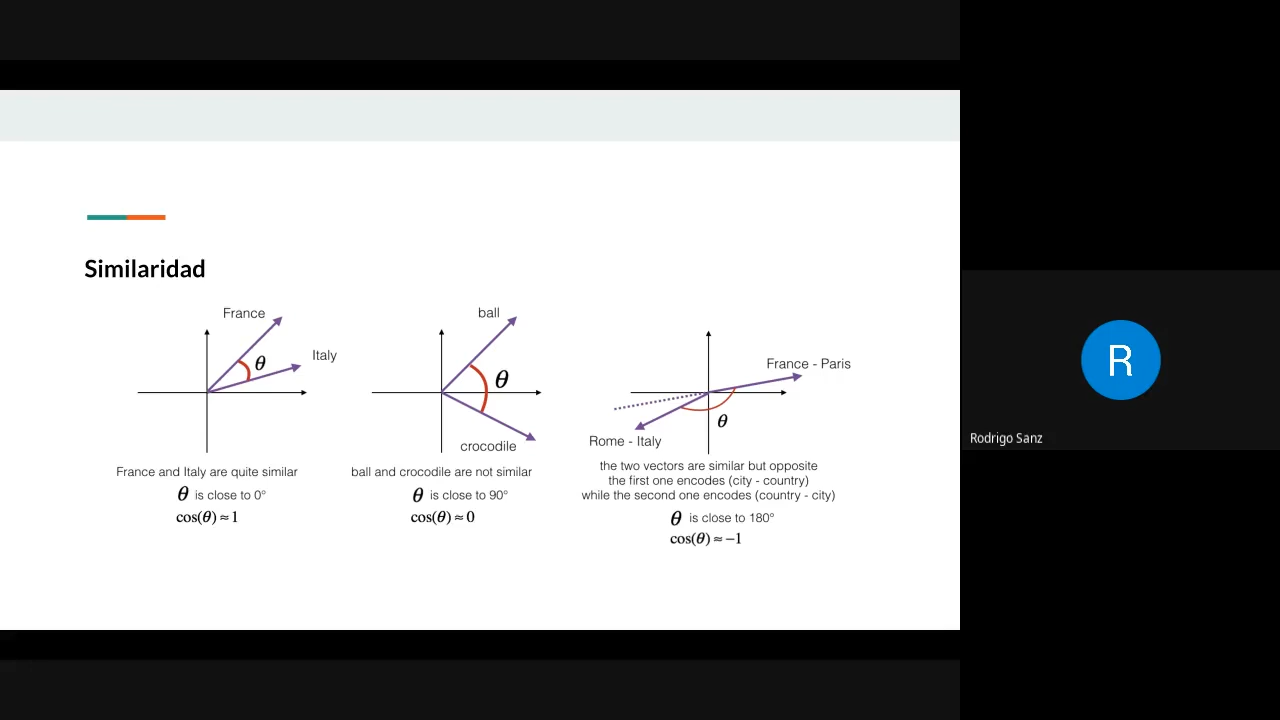 Similaridad
France
Italy
θ
France and Italy are quite similar
θ is close to 0°
cos(θ) ≈ 1
ball
θ
crocodile
ball and crocodile are not similar
θ is close to 90°
cos(θ) ≈ 0
France - Paris
θ
Rome - Italy
the two vectors are similar but opposite
the first one encodes (city - country)
while the second one encodes (country - city)
θ is close to 180°
cos(θ) ≈ −1
R
Rodrigo Sanz